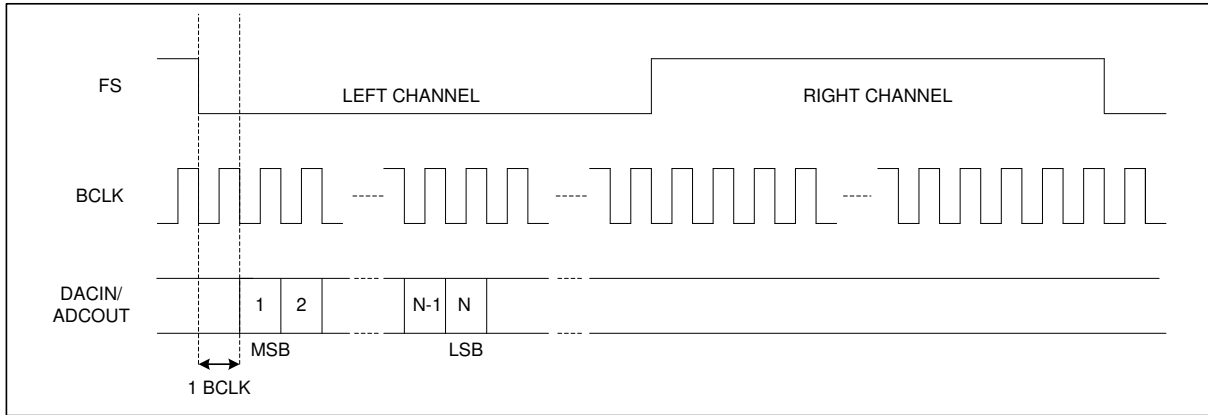 FS
LEFT CHANNEL
RIGHT CHANNEL
BCLK
DACIN/
ADCOUT
1
2
N-1
N
MSB
LSB
1 BCLK